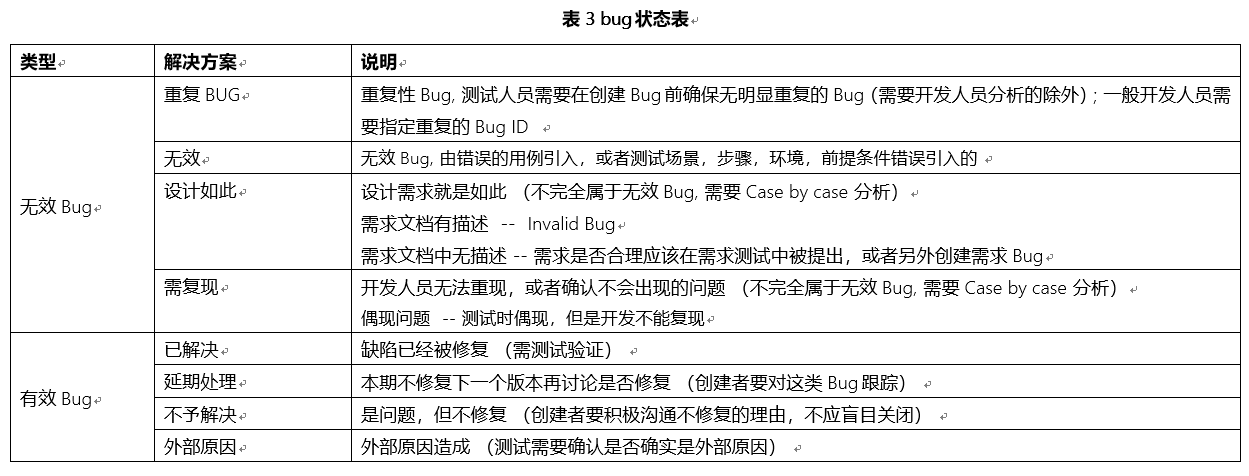 表 3 bug 状态表
类型 解决方案 说明
无效 Bug
重复 BUG
重复性 Bug, 测试人员需要在创建 Bug 前确保无明显重复的 Bug（需要开发人员分析的除外）; 一般开发人员需
要指定重复的 Bug ID
无效
无效 Bug, 由错误的用例引入，或者测试场景，步骤，环境，前提条件错误引入的
设计如此
设计需求就是如此 （不完全属于无效 Bug, 需要 Case by case 分析）
需求文档有描述 -- Invalid Bug
需求文档中无描述 -- 需求是否合理应该在需求测试中被提出，或者另外创建需求 Bug
需复现
开发人员无法重现，或者确认不会出现的问题 （不完全属于无效 Bug, 需要 Case by case 分析）
偶现问题 -- 测试时偶现，但是开发不能复现
有效 Bug
已解决
缺陷已经被修复 （需测试验证）
延期处理
本期不修复下一个版本再讨论是否修复 （创建者要对这类 Bug 跟踪）
不予解决
是问题，但不修复 （创建者要积极沟通不修复的理由，不应盲目关闭）
外部原因
外部原因造成 （测试需要确认是否确实是外部原因）